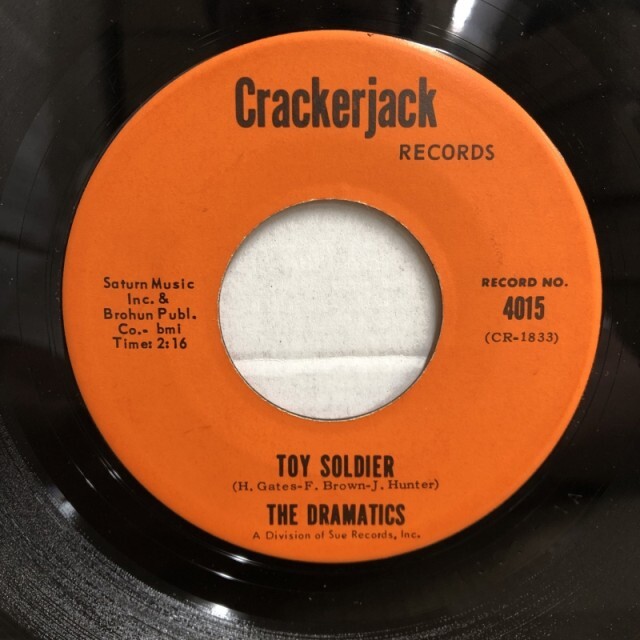 Crackerjack
RECORDS
Saturn Music
Inc. &
Brohun Publ.
Co.- bmi
Time: 2:16
RECORD NO.
4015
(CR-1833)
TOY SOLDIER
(H. Gates-F. Brown-J. Hunter)
THE DRAMATICS
A Division of Sue Records, Inc.